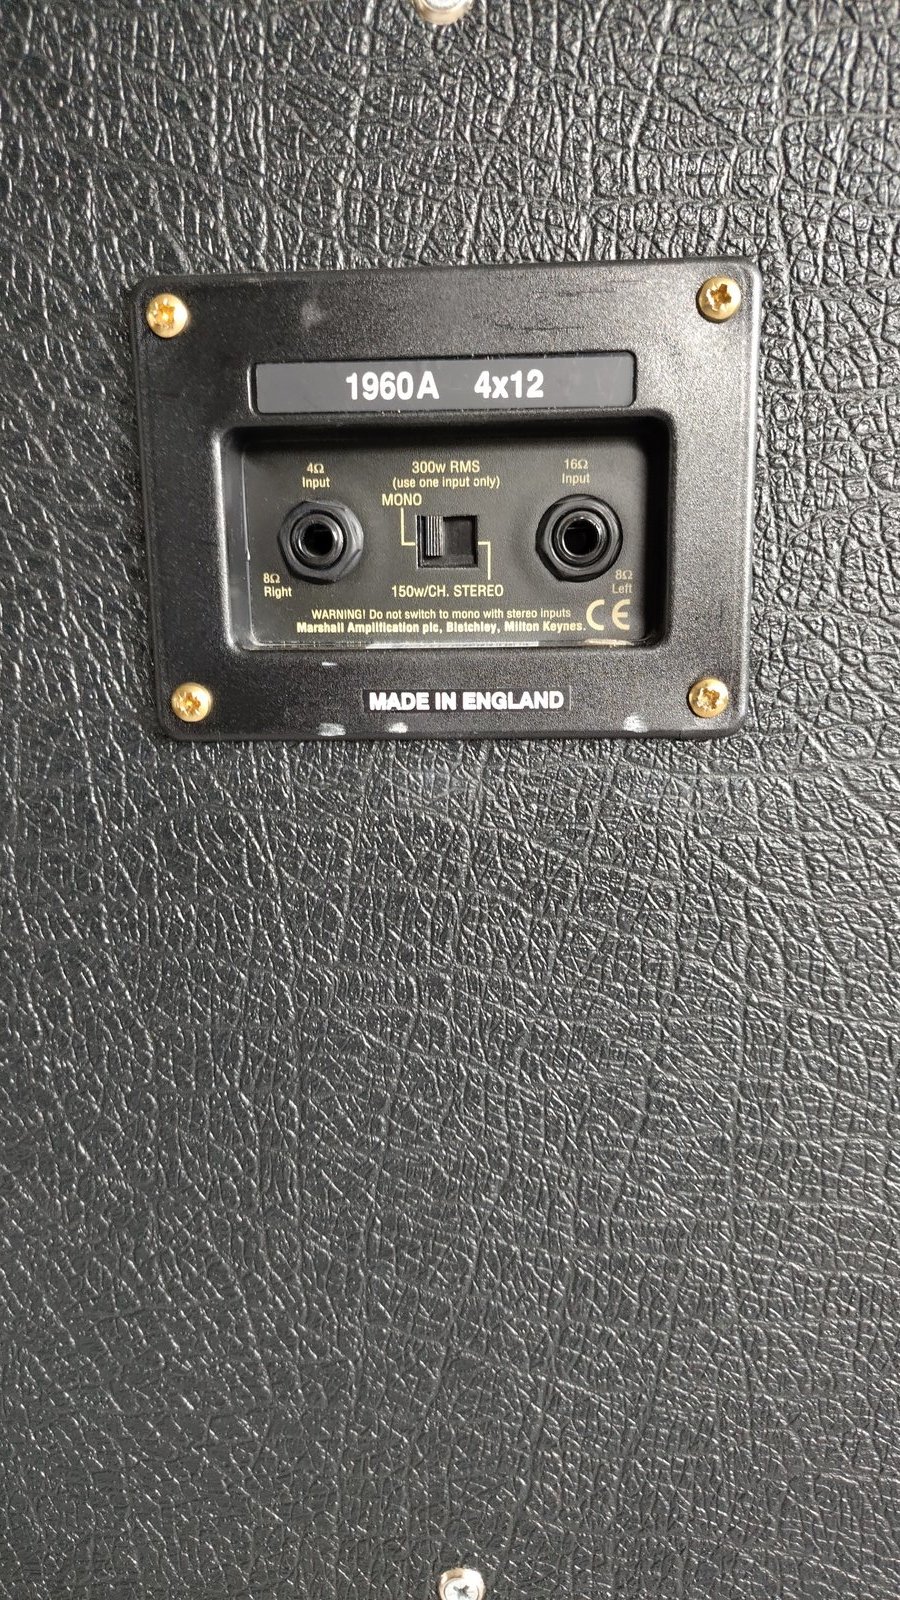 1960A 4x12
4Ω
Input
300w RMS
(use one input only)
16Ω
Input
MONO
8Ω
Right
150w/CH. STEREO
8Ω
Left
WARNING! Do not switch to mono with stereo inputs
Marshall Amplification plc, Bletchley, Milton Keynes.
CE
MADE IN ENGLAND